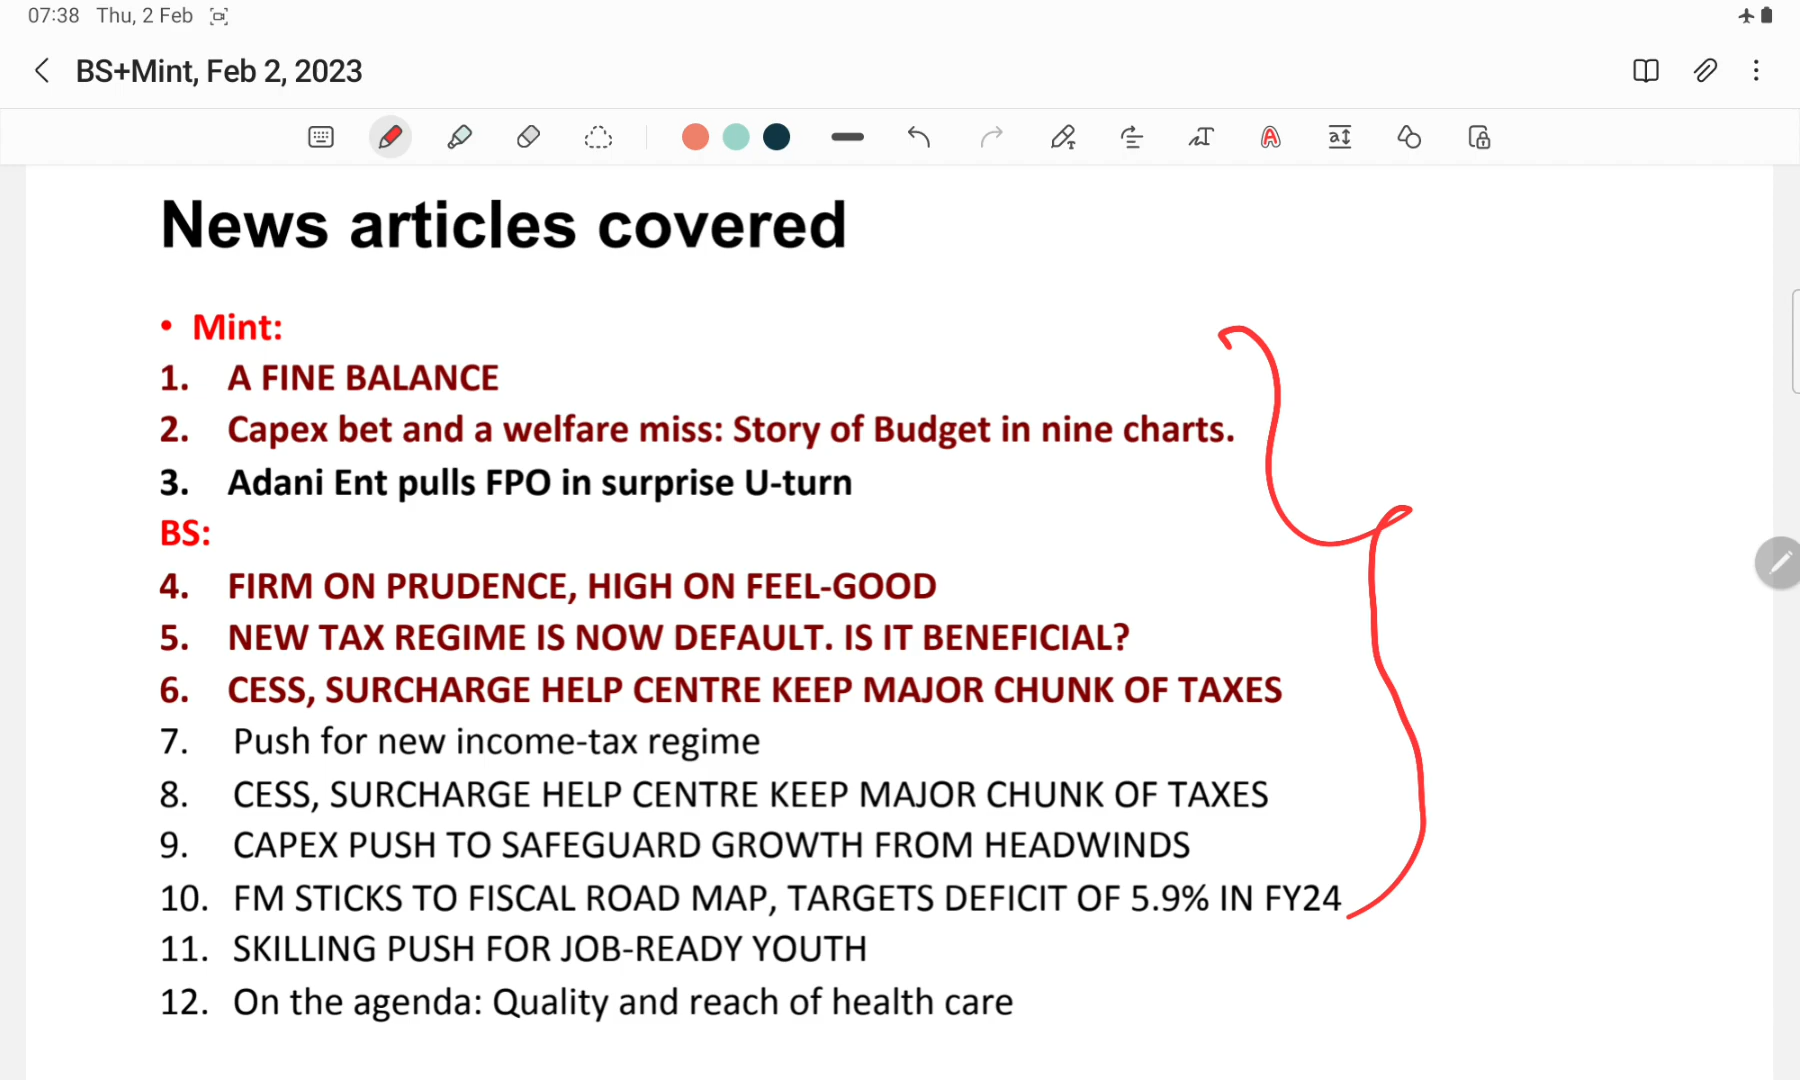 07:38 Thu, 2 Feb
BS+Mint, Feb 2, 2023
News articles covered
• Mint:
1. A FINE BALANCE
2. Capex bet and a welfare miss: Story of Budget in nine charts.
3. Adani Ent pulls FPO in surprise U-turn
BS:
4. FIRM ON PRUDENCE, HIGH ON FEEL-GOOD
5. NEW TAX REGIME IS NOW DEFAULT. IS IT BENEFICIAL?
6. CESS, SURCHARGE HELP CENTRE KEEP MAJOR CHUNK OF TAXES
7. Push for new income-tax regime
8. CESS, SURCHARGE HELP CENTRE KEEP MAJOR CHUNK OF TAXES
9. CAPEX PUSH TO SAFEGUARD GROWTH FROM HEADWINDS
10. FM STICKS TO FISCAL ROAD MAP, TARGETS DEFICIT OF 5.9% IN FY24
11. SKILLING PUSH FOR JOB-READY YOUTH
12. On the agenda: Quality and reach of health care